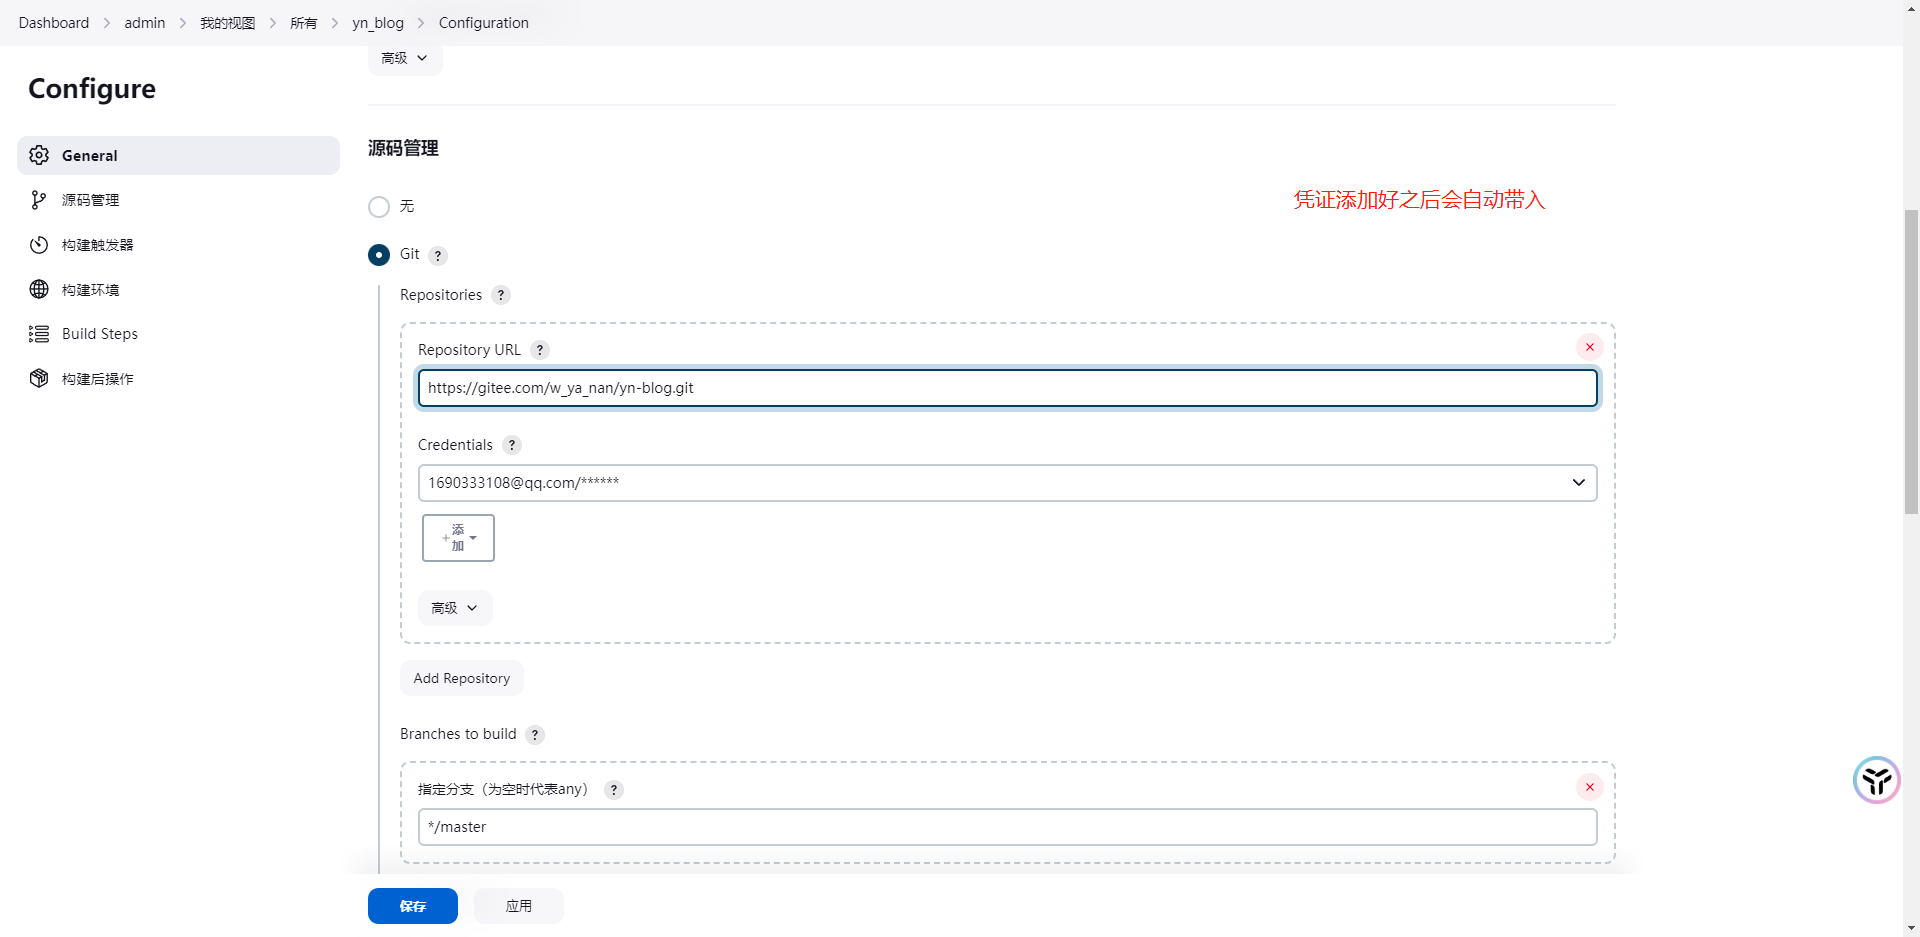 Dashboard > admin > 我的视图 > 所有 > yn_blog > Configuration
高级
Configure
General
源码管理
构建触发器
构建环境
Build Steps
构建后操作
源码管理
凭证添加好之后会自动带入
无
Git ?
Repositories ?
Repository URL ?
https://gitee.com/w_ya_nan/yn-blog.git
Credentials ?
1690333108@qq.com/******
+添
加
高级
Add Repository
Branches to build ?
指定分支（为空时代表any） ?
*/master
保存
应用